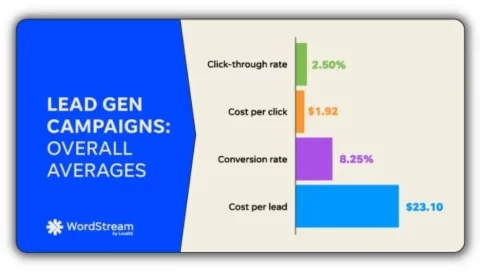 LEAD GEN
CAMPAIGNS:
OVERALL
AVERAGES
WordStream
by LocaliQ
Click-through rate 2.50%
Cost per click $1.92
Conversion rate 8.25%
Cost per lead $23.10